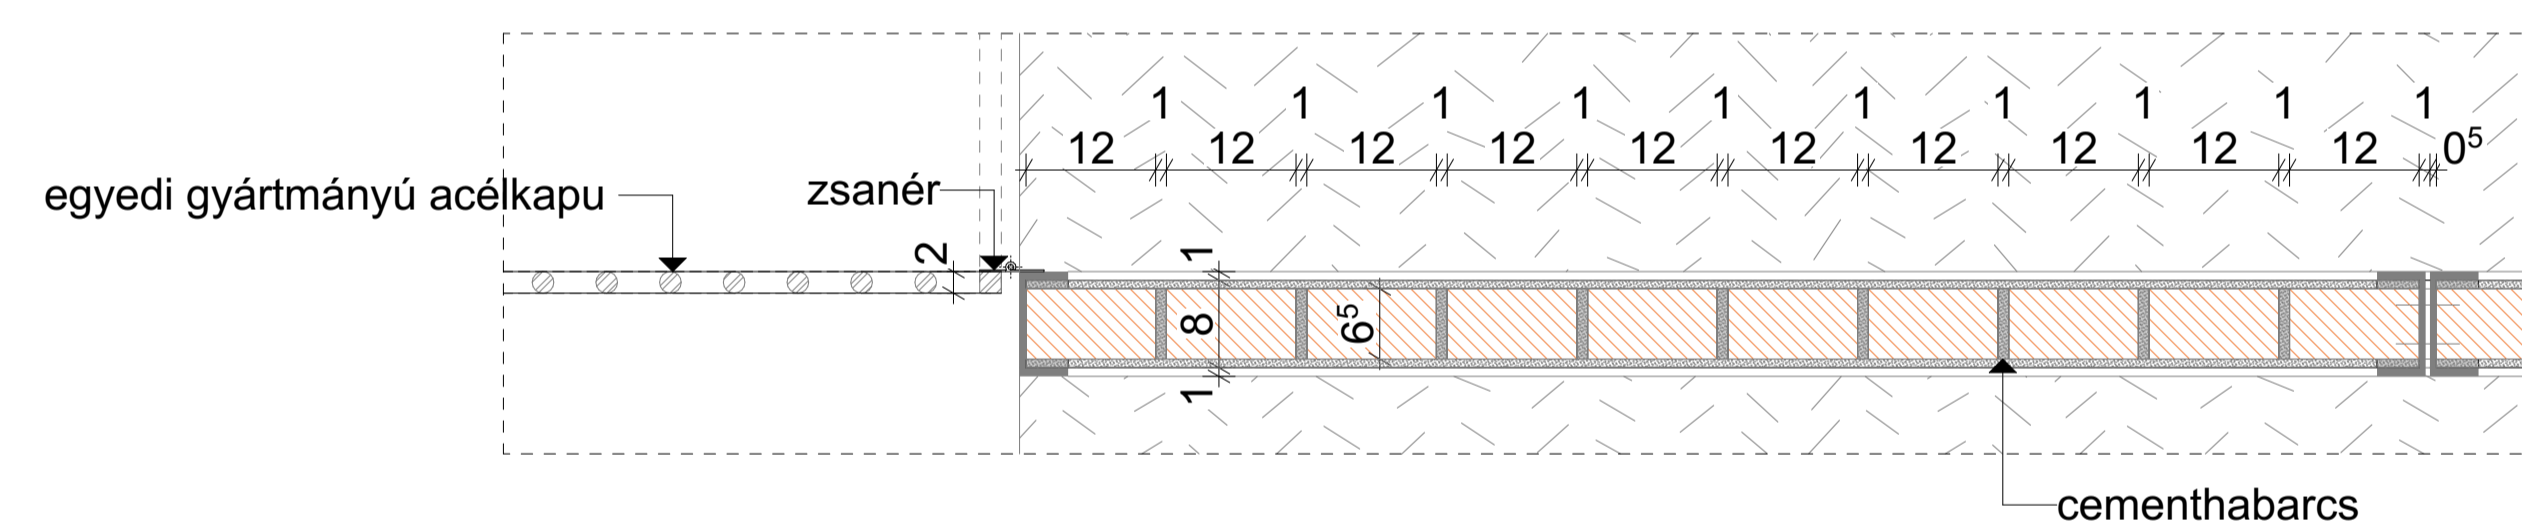 1 1 1 1 1 1 1 1 1 1
12 12 12 12 12 12 12 12 12 12 0⁵
egyedi gyártmányú acélkapu
zsanér
2
1
8
6⁵
1
cementhabarcs